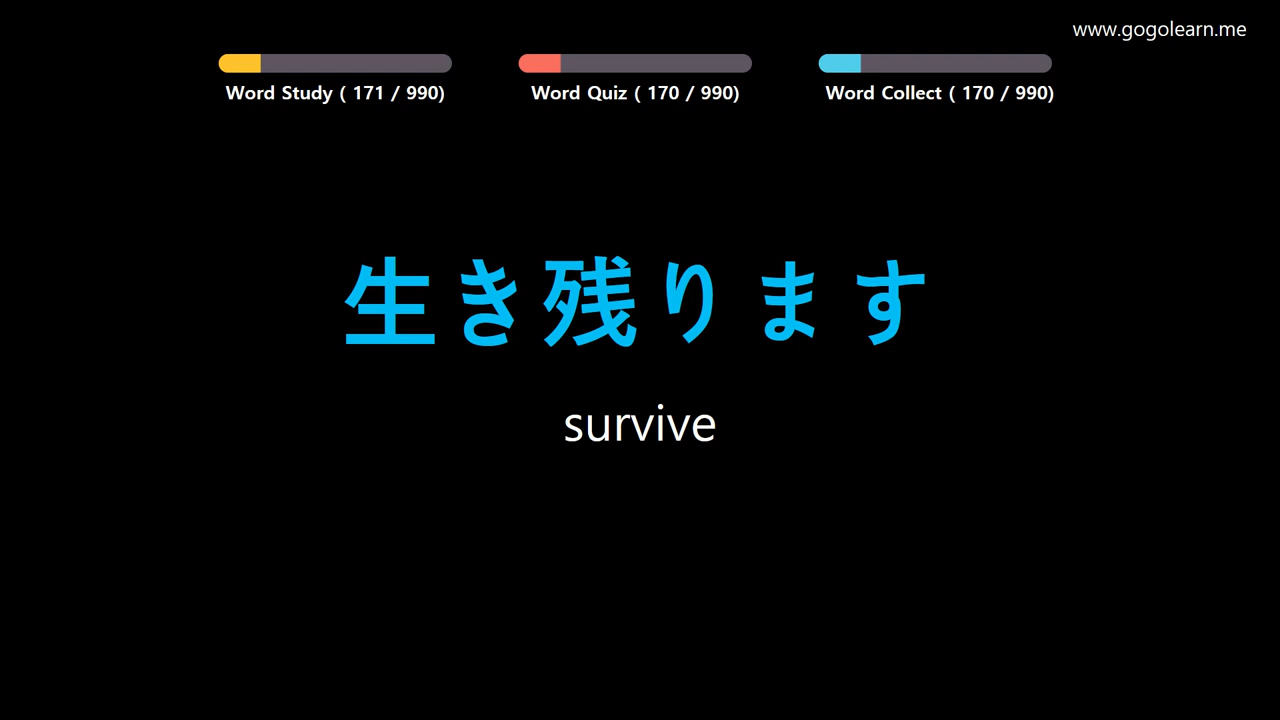 www.gogolearn.me
Word Study ( 171 / 990)
Word Quiz ( 170 / 990)
Word Collect ( 170 / 990)
生き残ります
survive